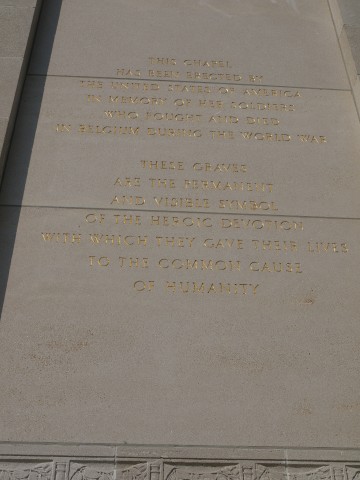 THIS CHAPEL
HAS BEEN ERECTED BY
THE UNITED STATES OF AMERICA
IN MEMORY OF HER SOLDIERS
WHO FOUGHT AND DIED
IN BELGIUM DURING THE WORLD WAR
THESE GRAVES
ARE THE PERMANENT
AND VISIBLE SYMBOL
OF THE HEROIC DEVOTION
WITH WHICH THEY GAVE THEIR LIVES
TO THE COMMON CAUSE
OF HUMANITY